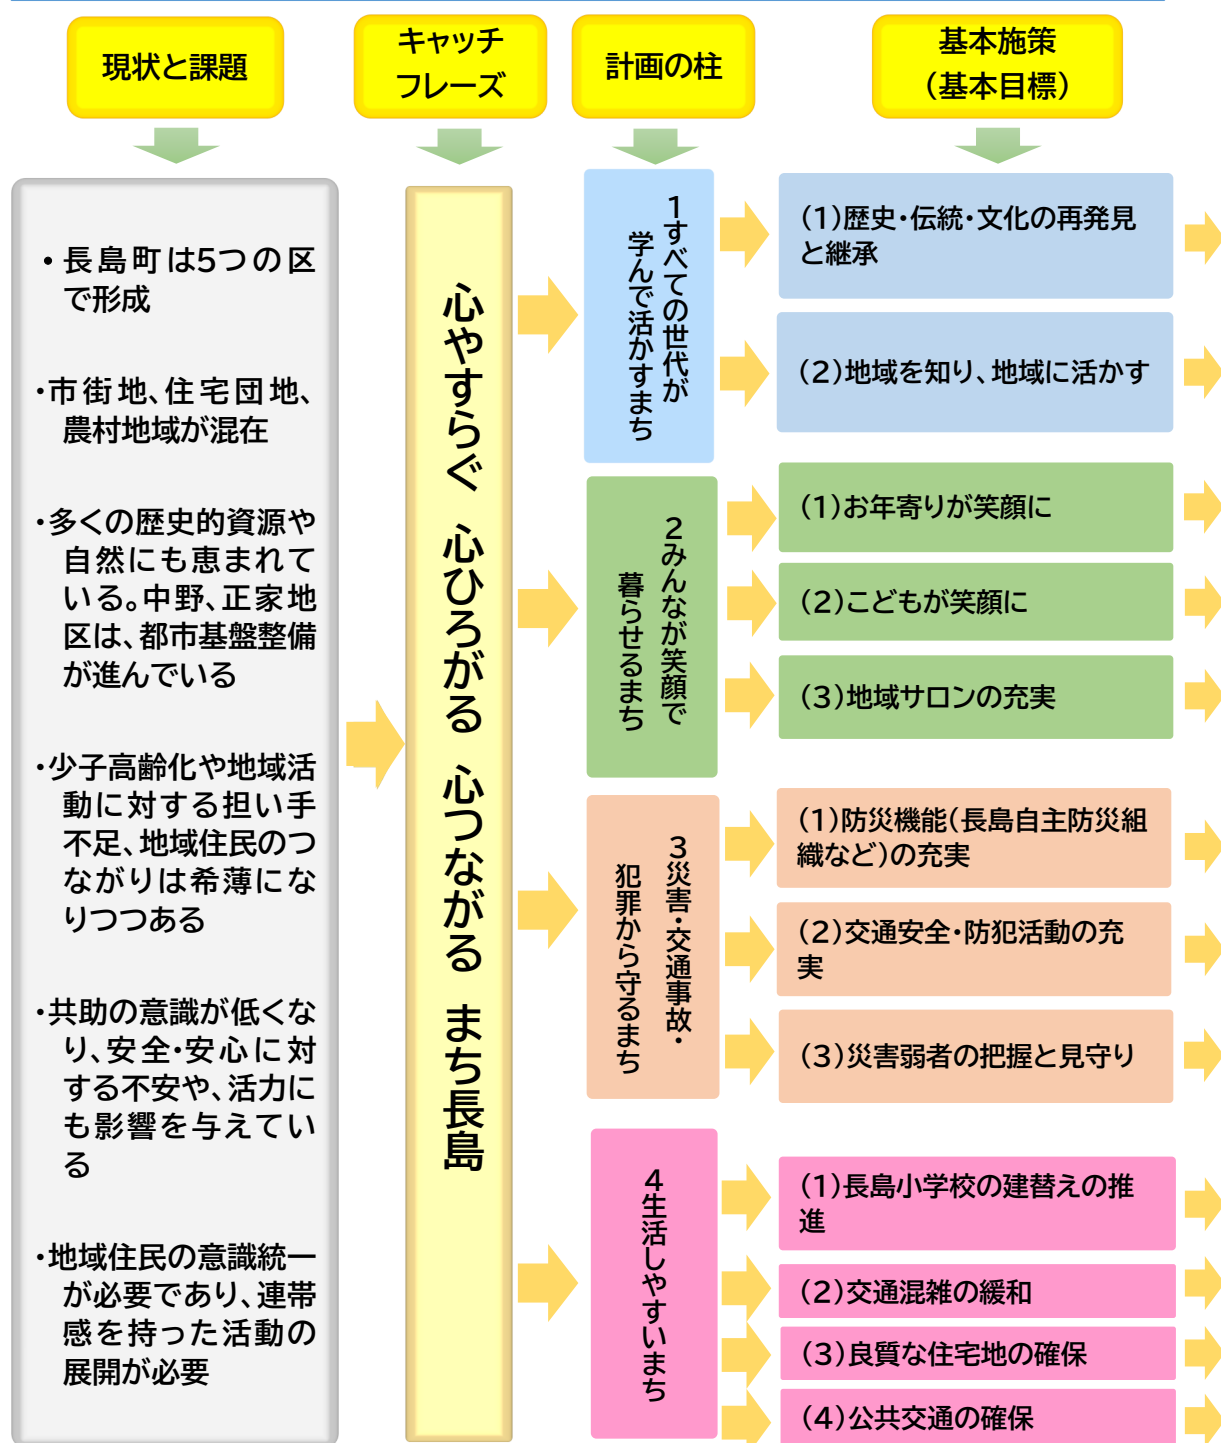 現状と課題
キャッチ
フレーズ
計画の柱
基本施策
（基本目標）
・長島町は5つの区
で形成
・市街地、住宅団地、
農村地域が混在
・多くの歴史的資源や
自然にも恵まれて
いる。中野、正家地
区は、都市基盤整備
が進んでいる
・少子高齢化や地域活
動に対する担い手
不足、地域住民のつ
ながりは希薄にな
りつつある
・共助の意識が低くな
り、安全・安心に対
する不安や、活力に
も影響を与えてい
る
・地域住民の意識統一
が必要であり、連帯
感を持った活動の
展開が必要
心やすらぐ 心ひろがる 心つながる まち長島
1すべての世代が
学んで活かすまち
（1）歴史・伝統・文化の再発見
と継承
（2）地域を知り、地域に活かす
2みんなが笑顔で
暮らせるまち
（1）お年寄りが笑顔に
（2）こどもが笑顔に
（3）地域サロンの充実
3災害・交通事故・
犯罪から守るまち
（1）防災機能（長島自主防災組
織など）の充実
（2）交通安全・防犯活動の充
実
（3）災害弱者の把握と見守り
4生活しやすいまち
（1）長島小学校の建替えの推
進
（2）交通混雑の緩和
（3）良質な住宅地の確保
（4）公共交通の確保